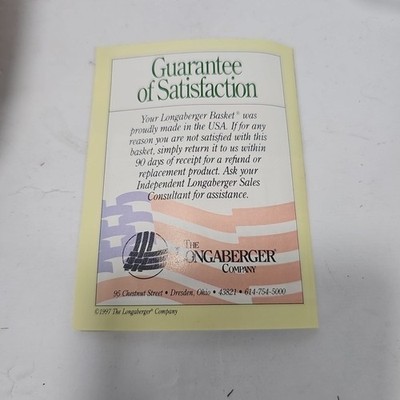 Guarantee
of Satisfaction
Your Longaberger Basket® was
proudly made in the USA. If for any
reason you are not satisfied with this
basket, simply return it to us within
90 days of receipt for a refund or
replacement product. Ask your
Independent Longaberger Sales
Consultant for assistance.
THE
LONGABERGER®
COMPANY
95 Chestnut Street • Dresden, Ohio • 43821 • 614-754-5000
©1997 The Longaberger® Company